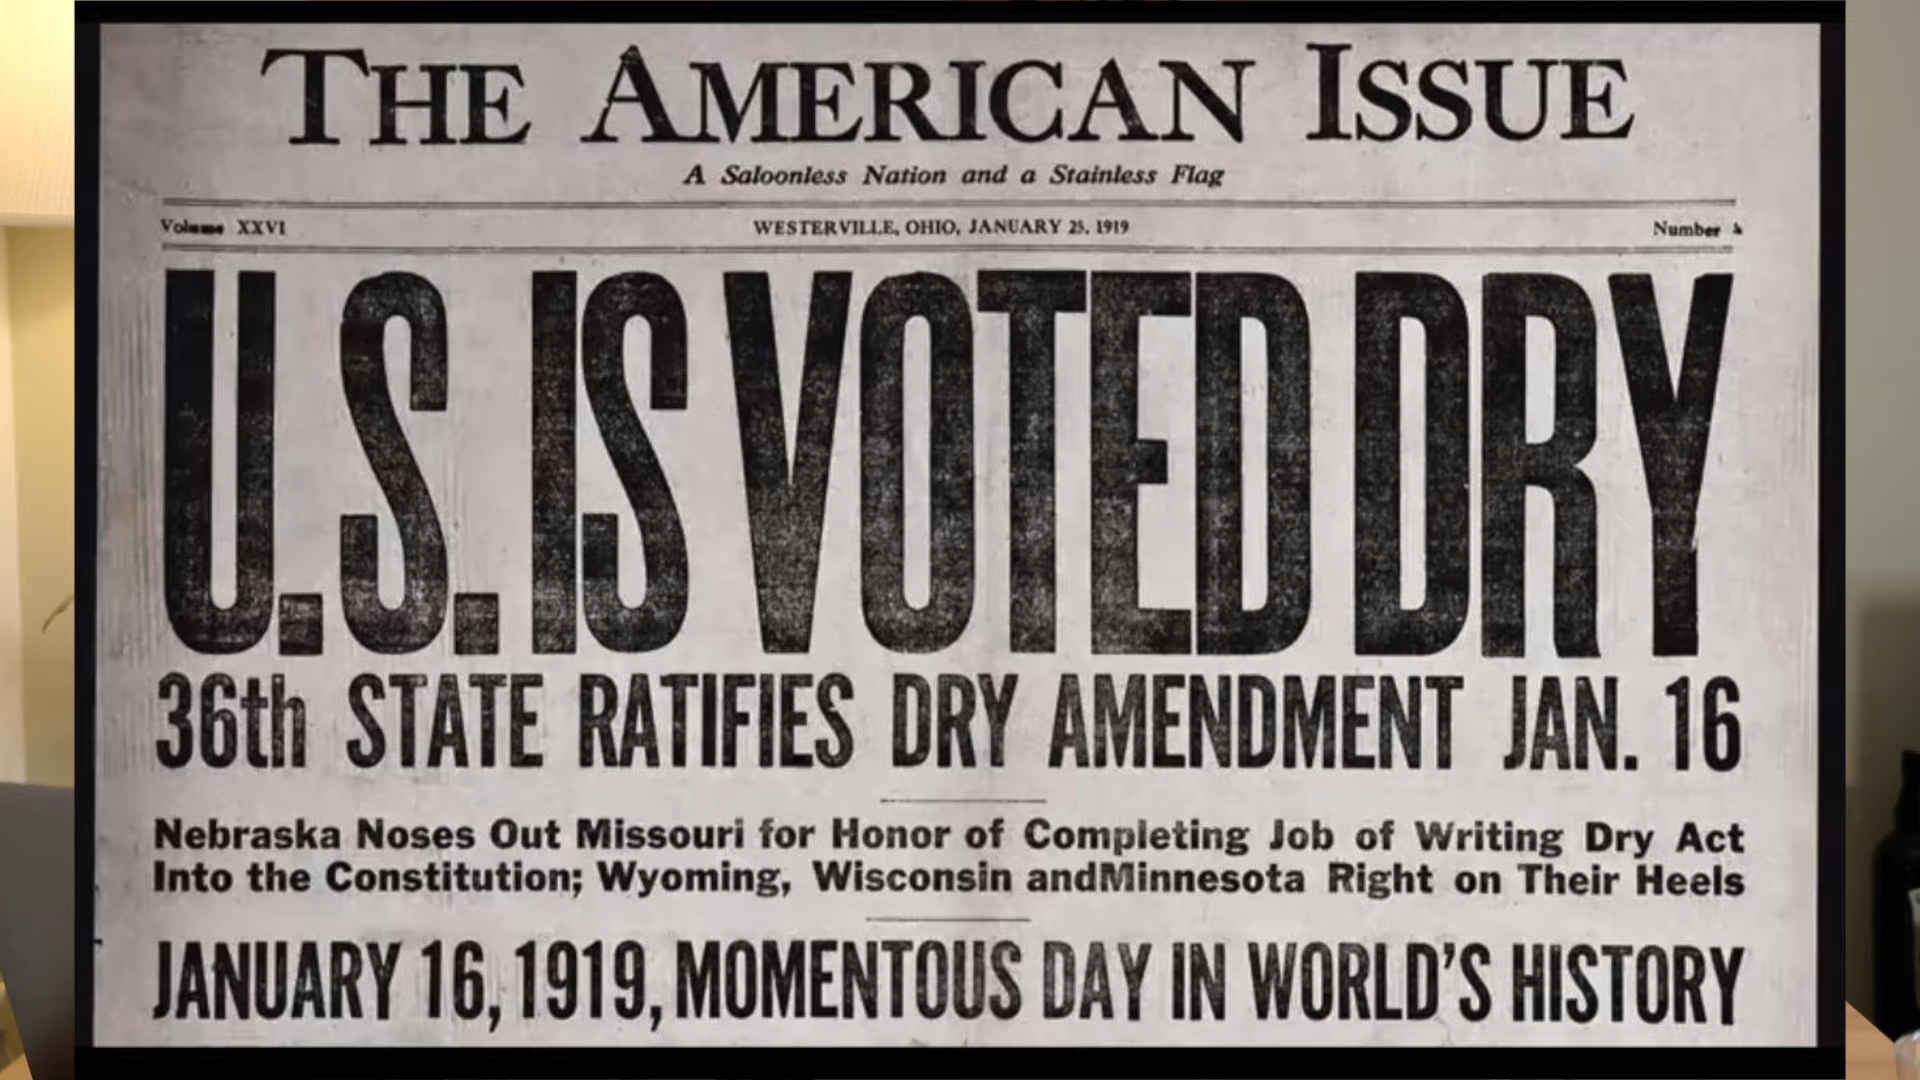 THE AMERICAN ISSUE
A Saloonless Nation and a Stainless Flag
Volume XXVI WESTERVILLE, OHIO, JANUARY 25, 1919 Number
U.S. IS VOTED DRY
36th STATE RATIFIES DRY AMENDMENT JAN. 16
Nebraska Noses Out Missouri for Honor of Completing Job of Writing Dry Act
Into the Constitution; Wyoming, Wisconsin andMinnesota Right on Their Heels
JANUARY 16, 1919, MOMENTOUS DAY IN WORLD'S HISTORY